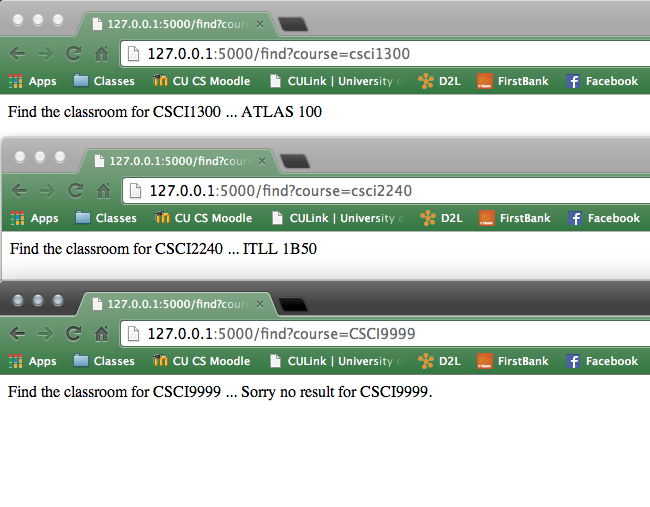 127.0.0.1:5000/find?cours
127.0.0.1:5000/find?course=csci1300
Apps Classes CU CS Moodle CULink | University o D2L FirstBank Facebook
Find the classroom for CSCI1300 ... ATLAS 100
127.0.0.1:5000/find?cours
127.0.0.1:5000/find?course=csci2240
Apps Classes CU CS Moodle CULink | University o D2L FirstBank Facebook
Find the classroom for CSCI2240 ... ITLL 1B50
127.0.0.1:5000/find?cours
127.0.0.1:5000/find?course=CSCI9999
Apps Classes CU CS Moodle CULink | University o D2L FirstBank Facebook
Find the classroom for CSCI9999 ... Sorry no result for CSCI9999.